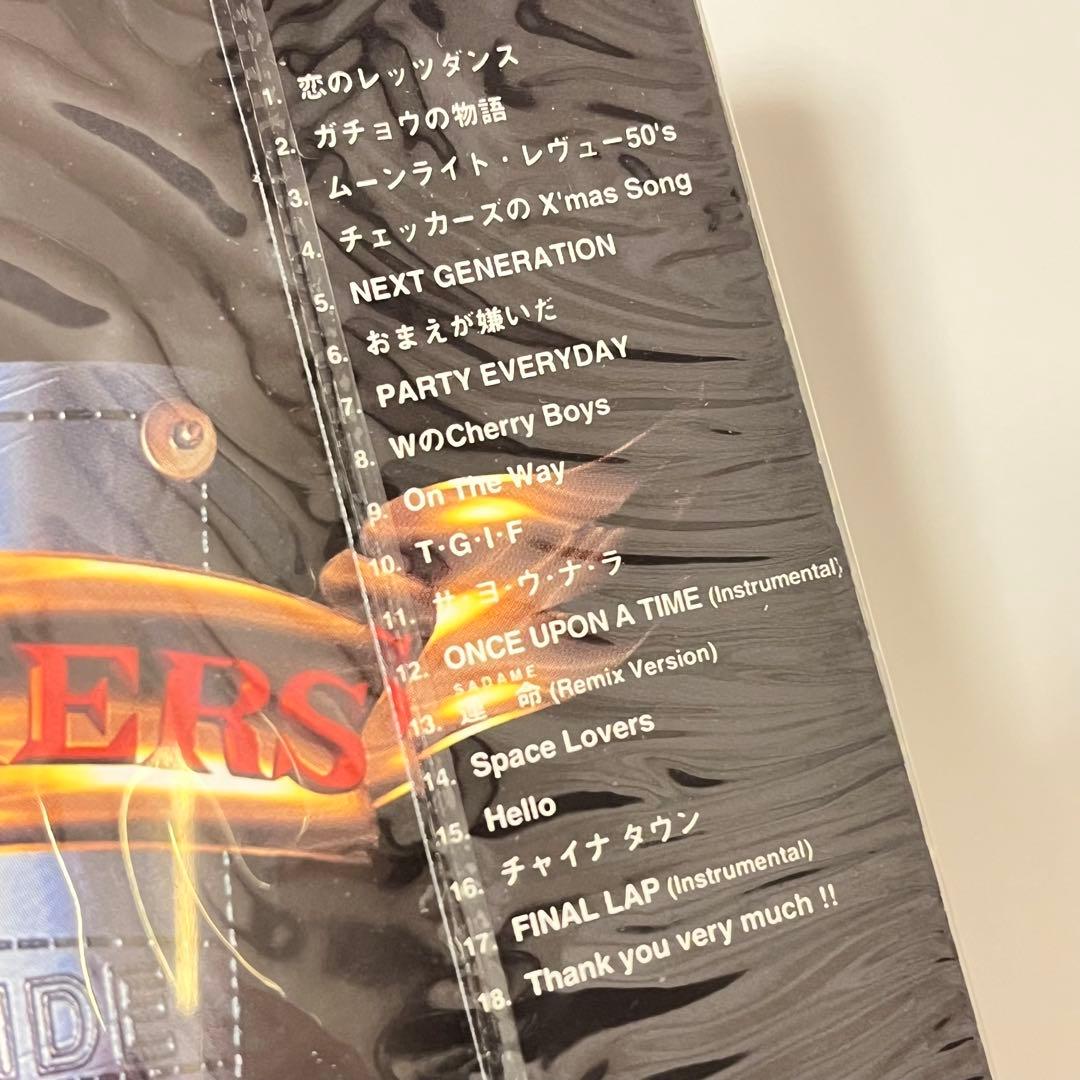 1. 恋のレッツダンス
2. ガチョウの物語
3. ムーンライト・レヴュー50's
4. チェッカーズの X'mas Song
5. NEXT GENERATION
6. おまえが嫌いだ
7. PARTY EVERYDAY
8. WのCherry Boys
9. On The Way
10. T・G・I・F
11. サ・ヨ・ウ・ナ・ラ
12. ONCE UPON A TIME (Instrumental)
SADAME
13. 運命 (Remix Version)
14. Space Lovers
15. Hello
16. チャイナ タウン
17. FINAL LAP (Instrumental)
18. Thank you very much !!
ERS
IDE